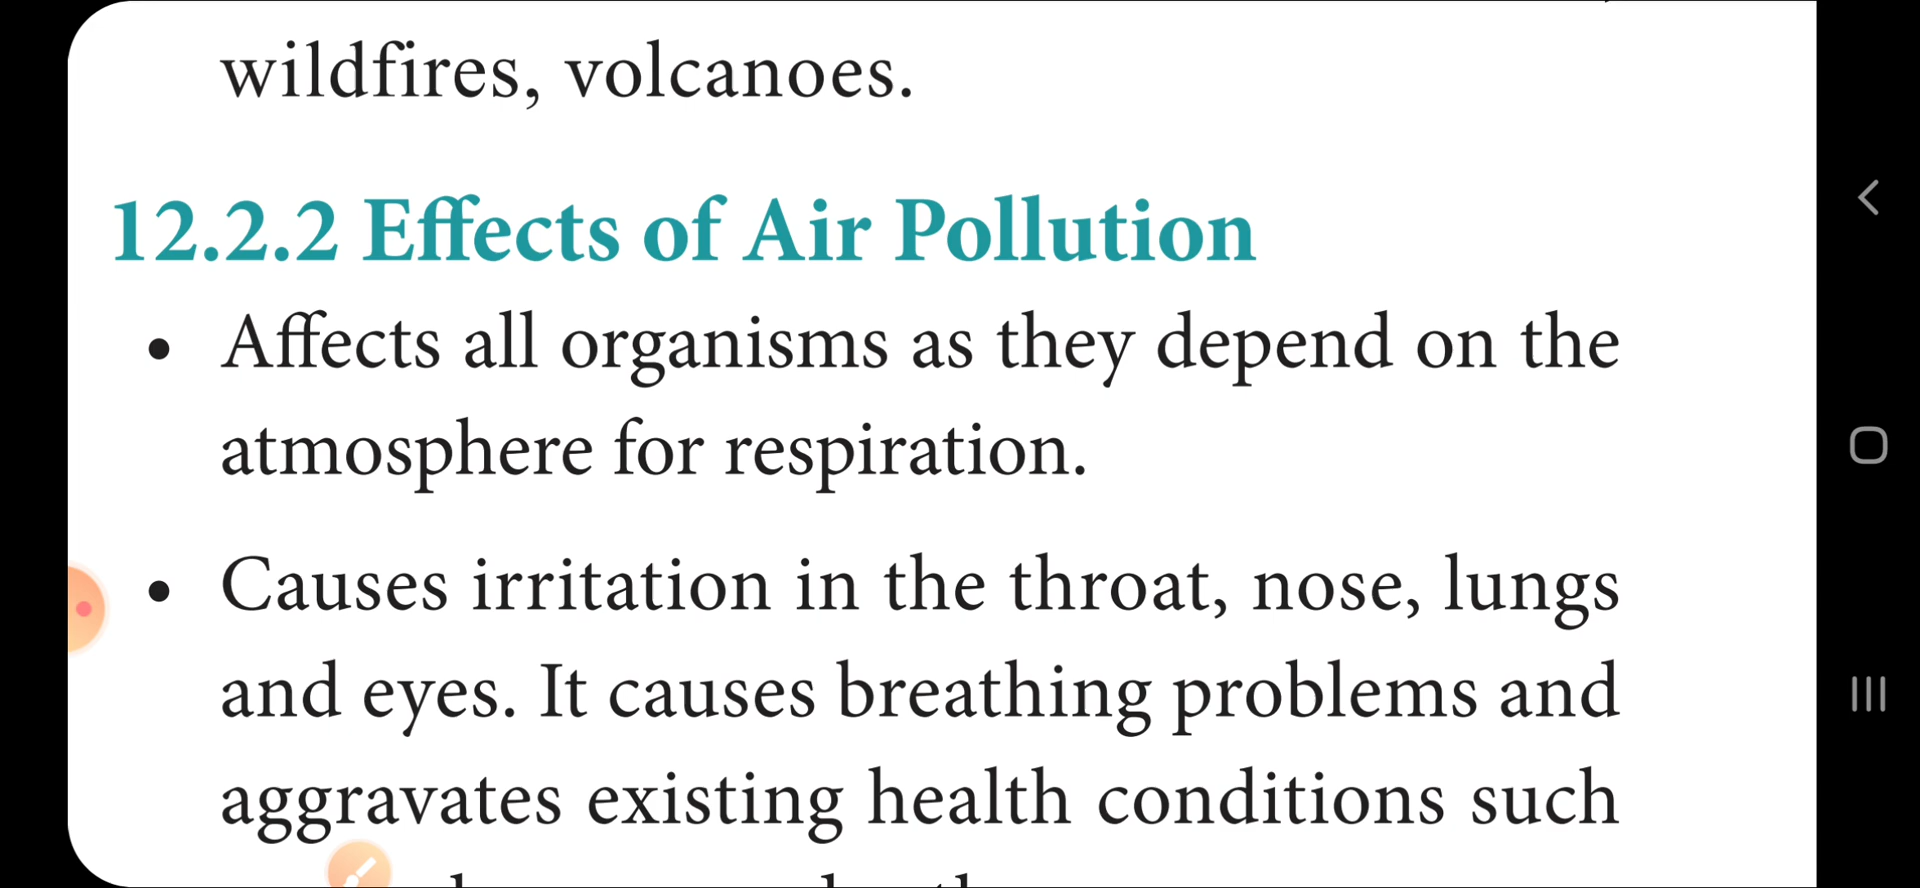 wildfires, volcanoes.
12.2.2 Effects of Air Pollution
• Affects all organisms as they depend on the
atmosphere for respiration.
• Causes irritation in the throat, nose, lungs
and eyes. It causes breathing problems and
aggravates existing health conditions such